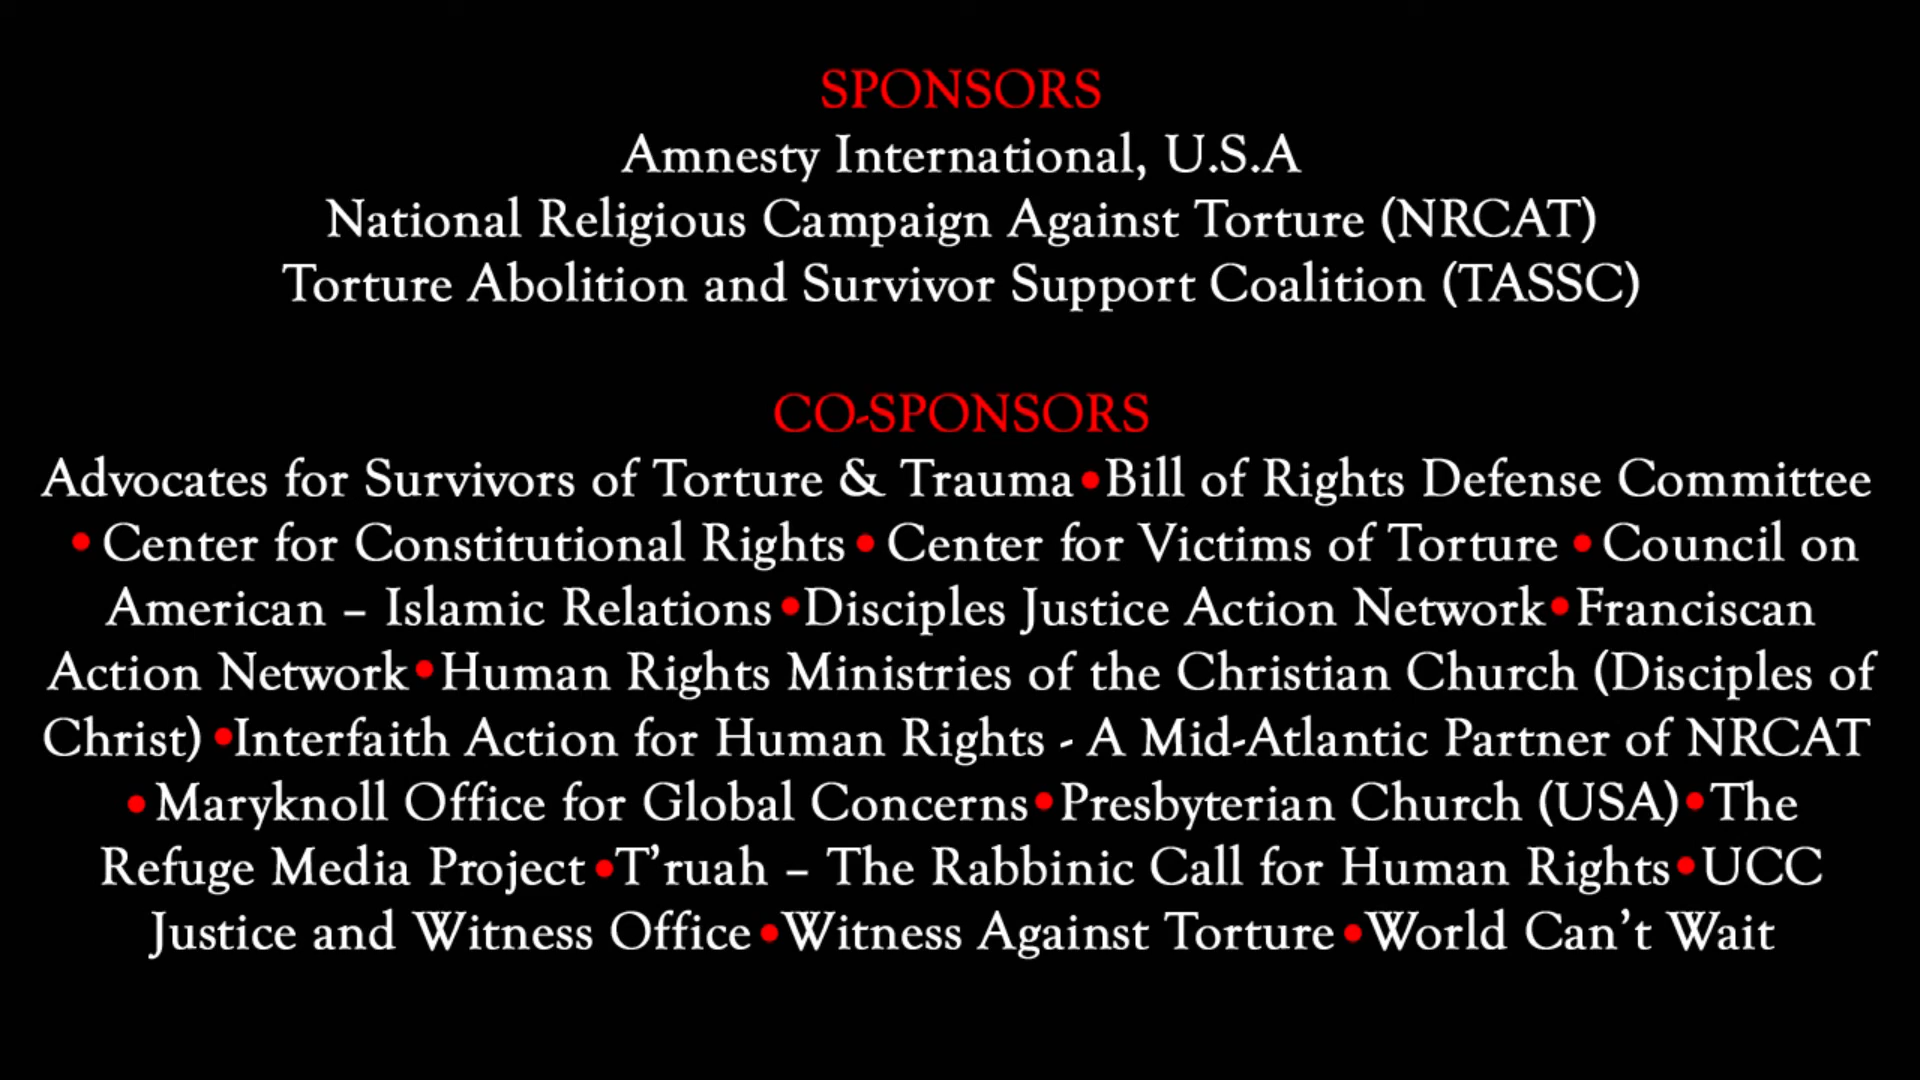 SPONSORS
Amnesty International, U.S.A
National Religious Campaign Against Torture (NRCAT)
Torture Abolition and Survivor Support Coalition (TASSC)
CO-SPONSORS
Advocates for Survivors of Torture & Trauma•Bill of Rights Defense Committee
• Center for Constitutional Rights • Center for Victims of Torture • Council on
American – Islamic Relations •Disciples Justice Action Network•Franciscan
Action Network•Human Rights Ministries of the Christian Church (Disciples of
Christ) •Interfaith Action for Human Rights - A Mid-Atlantic Partner of NRCAT
• Maryknoll Office for Global Concerns•Presbyterian Church (USA)•The
Refuge Media Project •T’ruah – The Rabbinic Call for Human Rights•UCC
Justice and Witness Office •Witness Against Torture•World Can’t Wait